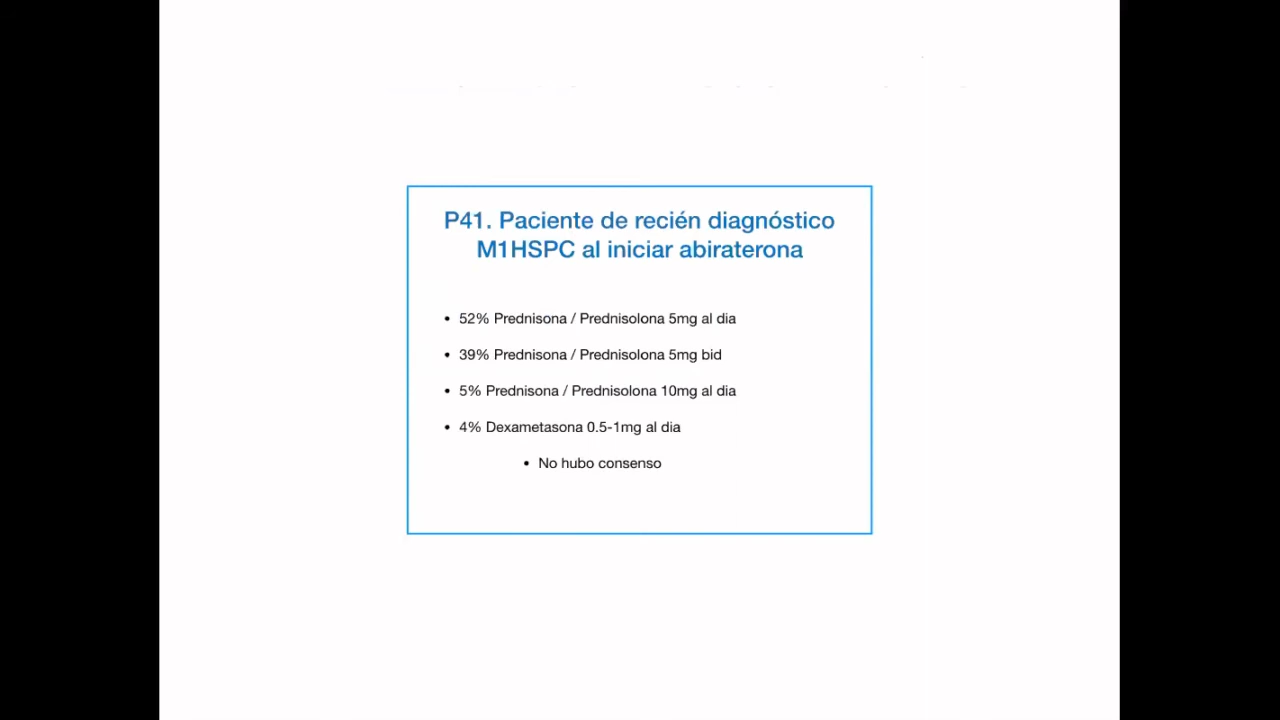 P41. Paciente de recién diagnóstico
M1HSPC al iniciar abiraterona
• 52% Prednisona / Prednisolona 5mg al dia
• 39% Prednisona / Prednisolona 5mg bid
• 5% Prednisona / Prednisolona 10mg al dia
• 4% Dexametasona 0.5-1mg al dia
• No hubo consenso